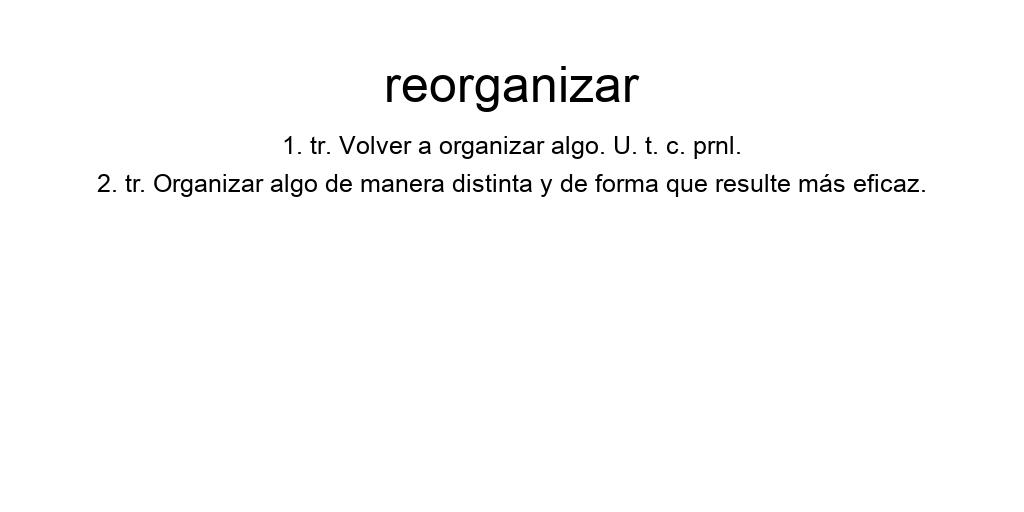 reorganizar
1. tr. Volver a organizar algo. U. t. c. prnl.
2. tr. Organizar algo de manera distinta y de forma que resulte más eficaz.